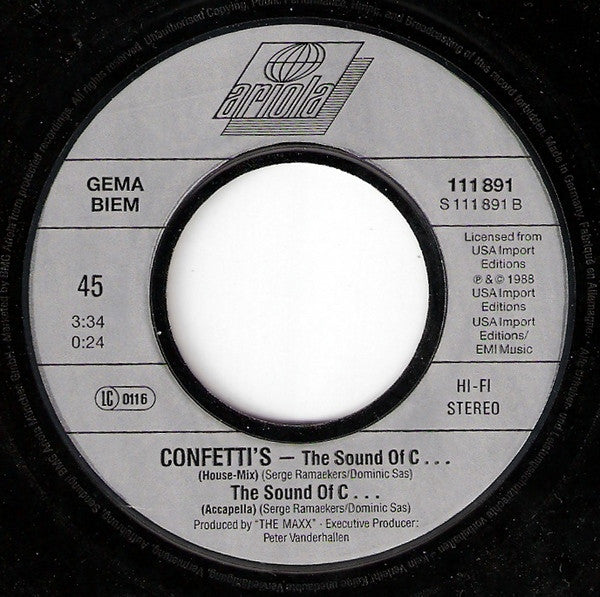 ariola
GEMA
BIEM
111 891
S 111 891 B
45
3:34
0:24
LC 0116
Licensed from
USA Import
Editions
℗ & © 1988
USA Import
Editions
USA Import
Editions/
EMI Music
HI-FI
STEREO
CONFETTI'S – The Sound Of C . . .
(House-Mix) (Serge Ramaekers/Dominic Sas)
The Sound Of C . . .
(Accapella) (Serge Ramaekers/Dominic Sas)
Produced by "THE MAXX" · Executive Producer:
Peter Vanderhallen